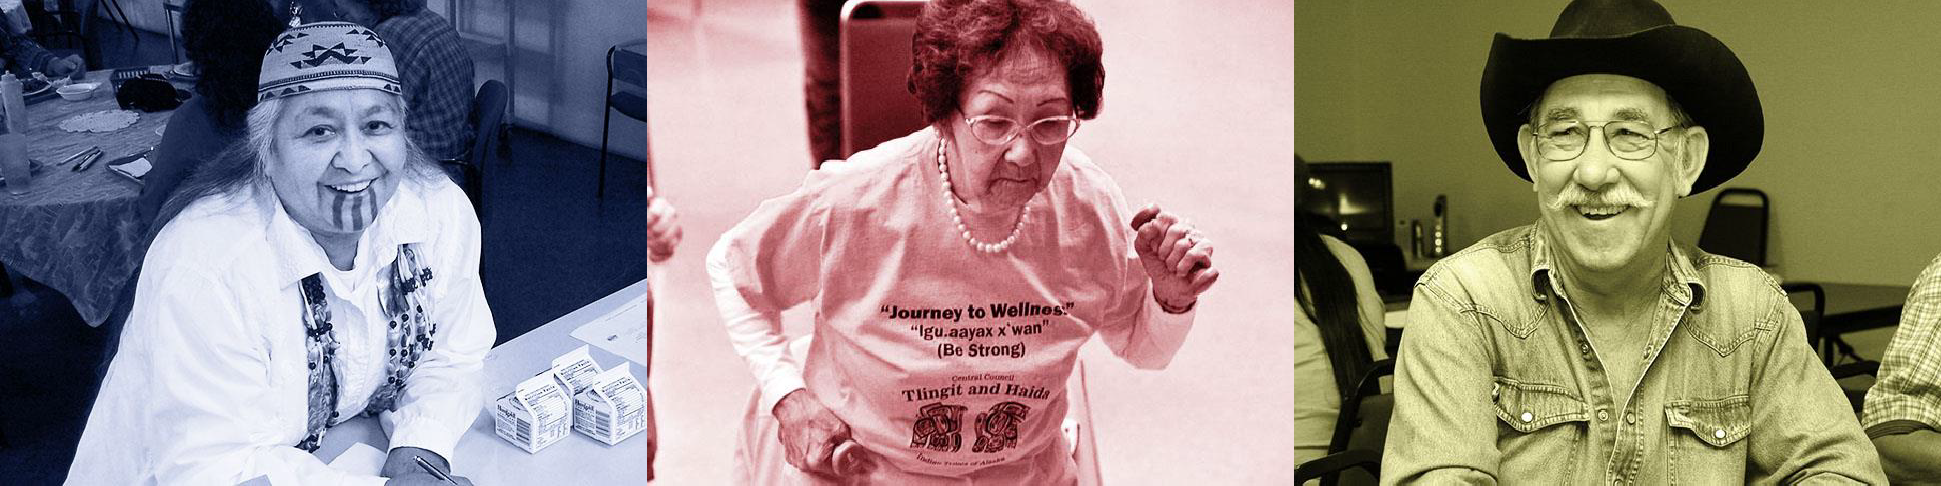 “Journey to Wellness”
“Igu.aayax x'wan”
(Be Strong)
Central Council
Tlingit and Haida
Indian Tribes of Alaska